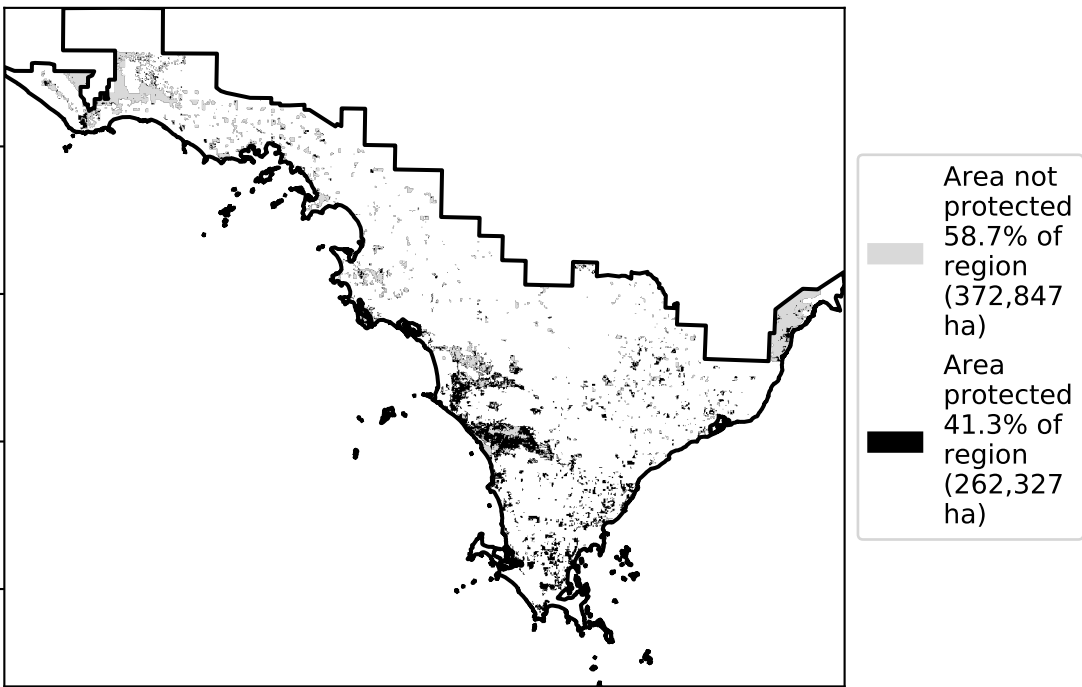 Area not
protected
58.7% of
region
(372,847
ha)
Area
protected
41.3% of
region
(262,327
ha)